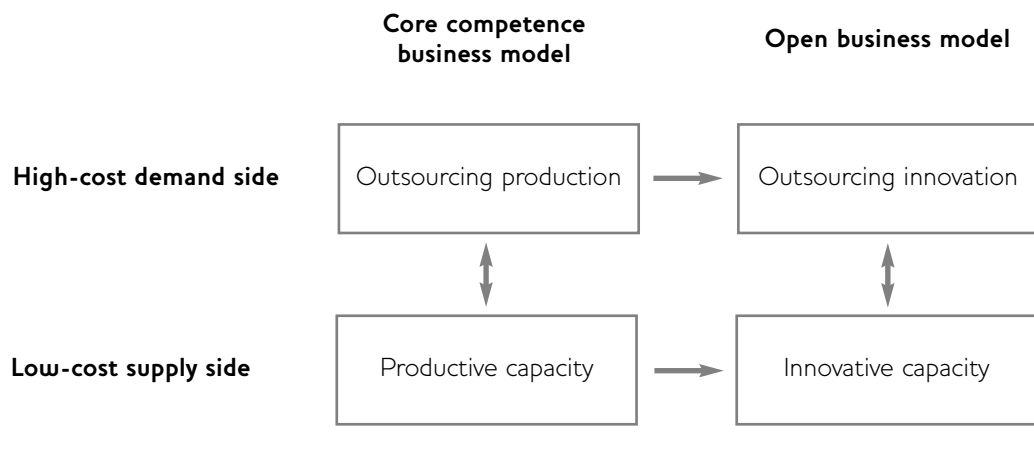 Core competence
business model
Open business model
High-cost demand side
Outsourcing production
Outsourcing innovation
Low-cost supply side
Productive capacity
Innovative capacity